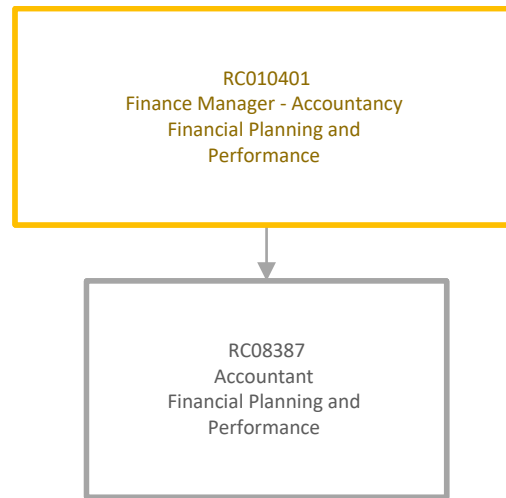 RC010401
Finance Manager - Accountancy
Financial Planning and
Performance
RC08387
Accountant
Financial Planning and
Performance